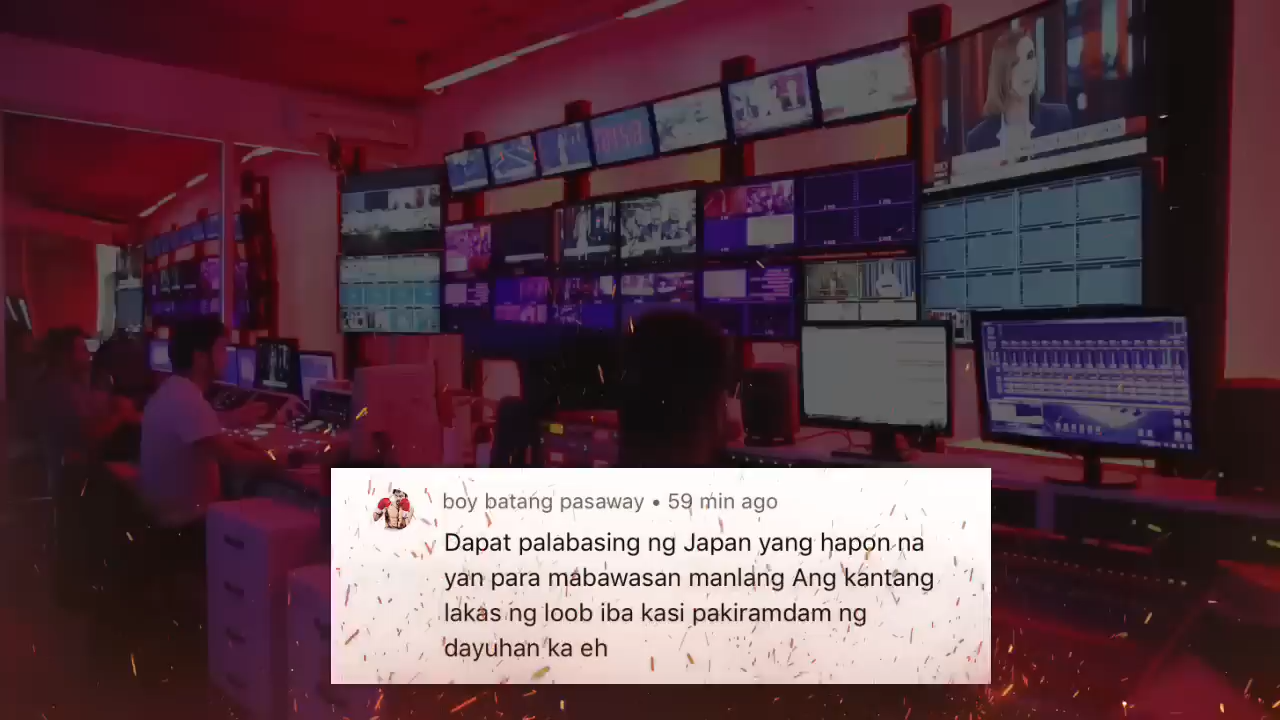 boy batang pasaway • 59 min ago
Dapat palabasing ng Japan yang hapon na
yan para mabawasan manlang Ang kantang
lakas ng loob iba kasi pakiramdam ng
dayuhan ka eh